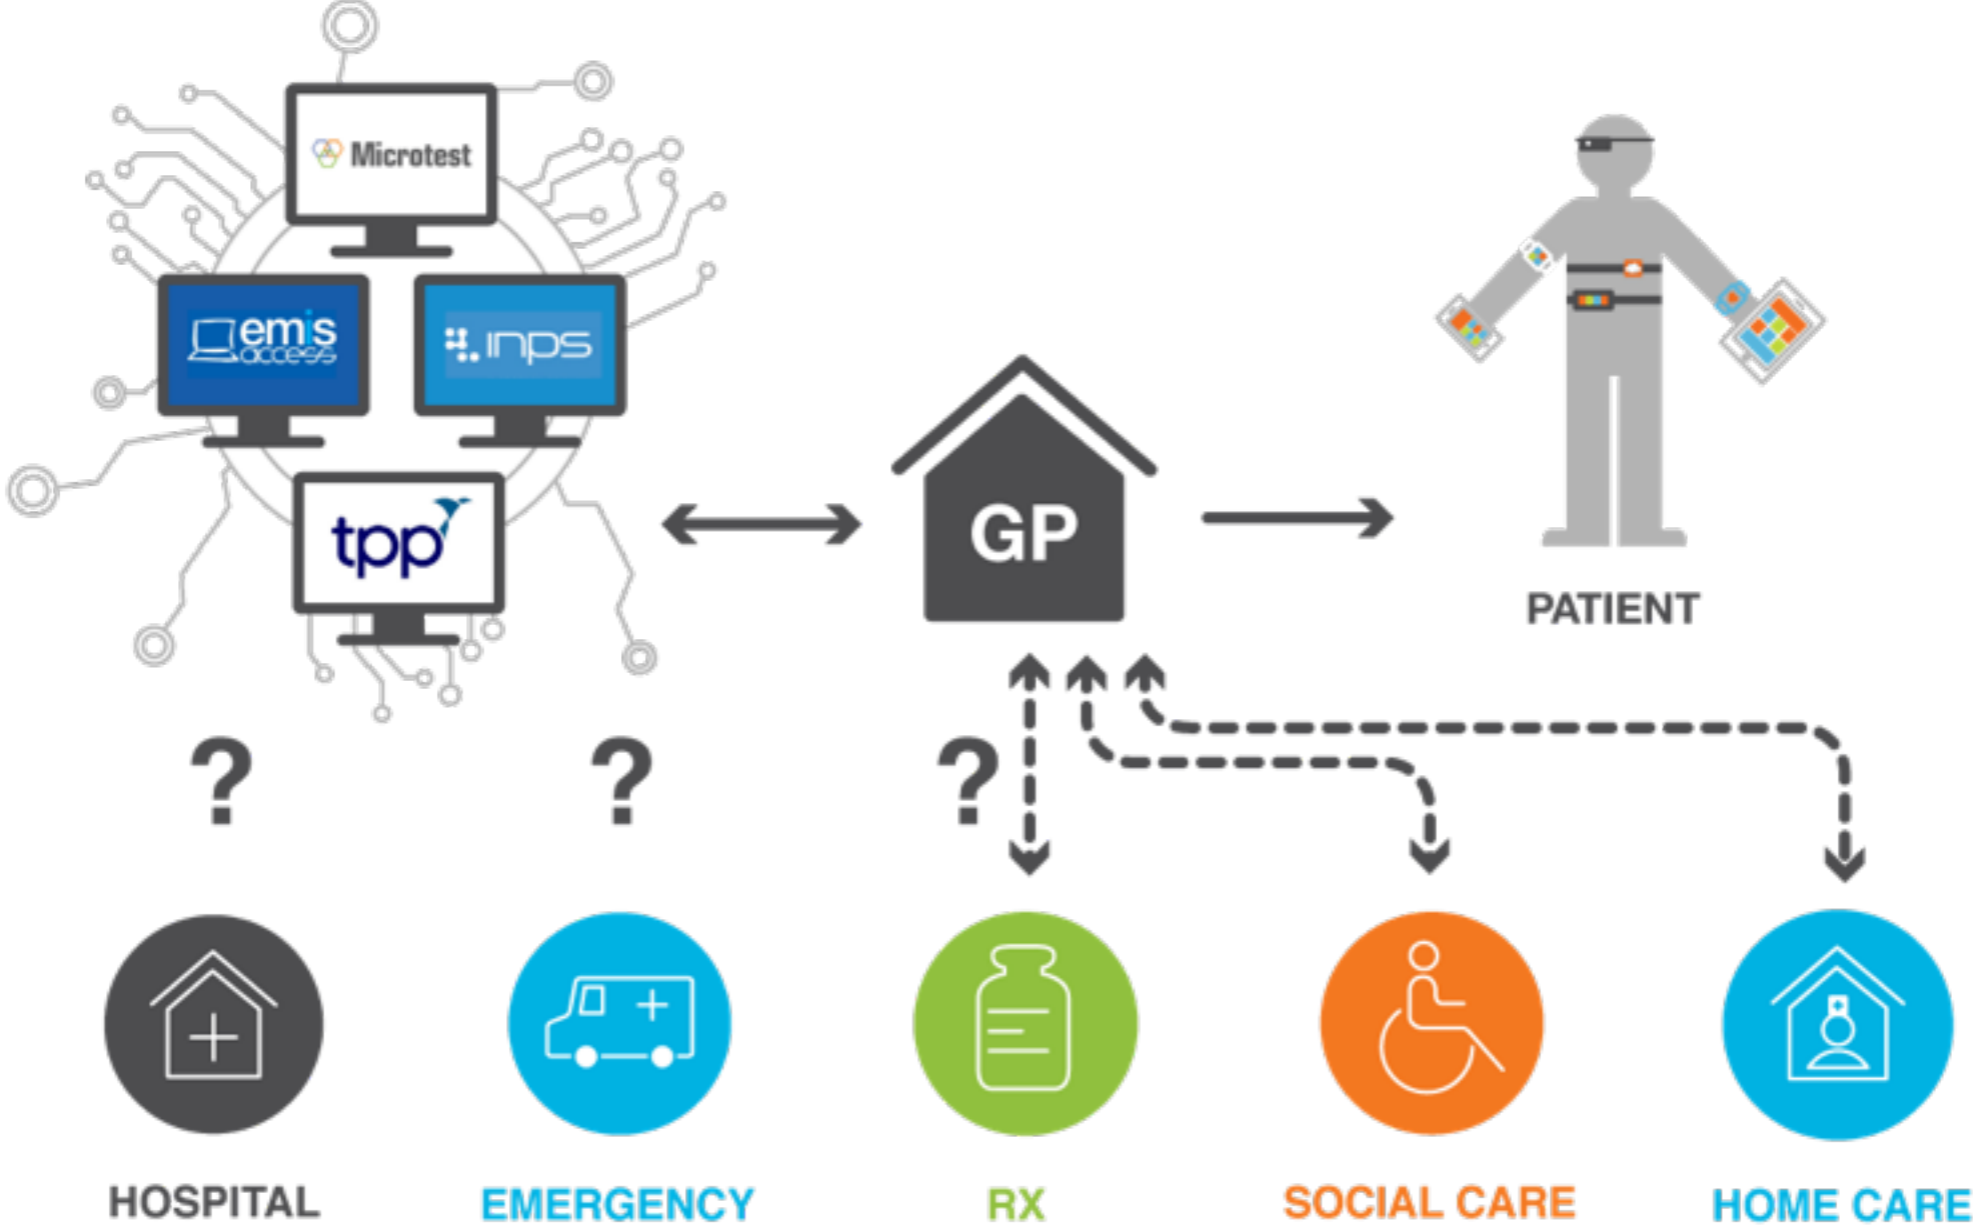 Microtest
emis
access
inps
tpp
GP
PATIENT
? ? ?
HOSPITAL
EMERGENCY
RX
SOCIAL CARE
HOME CARE